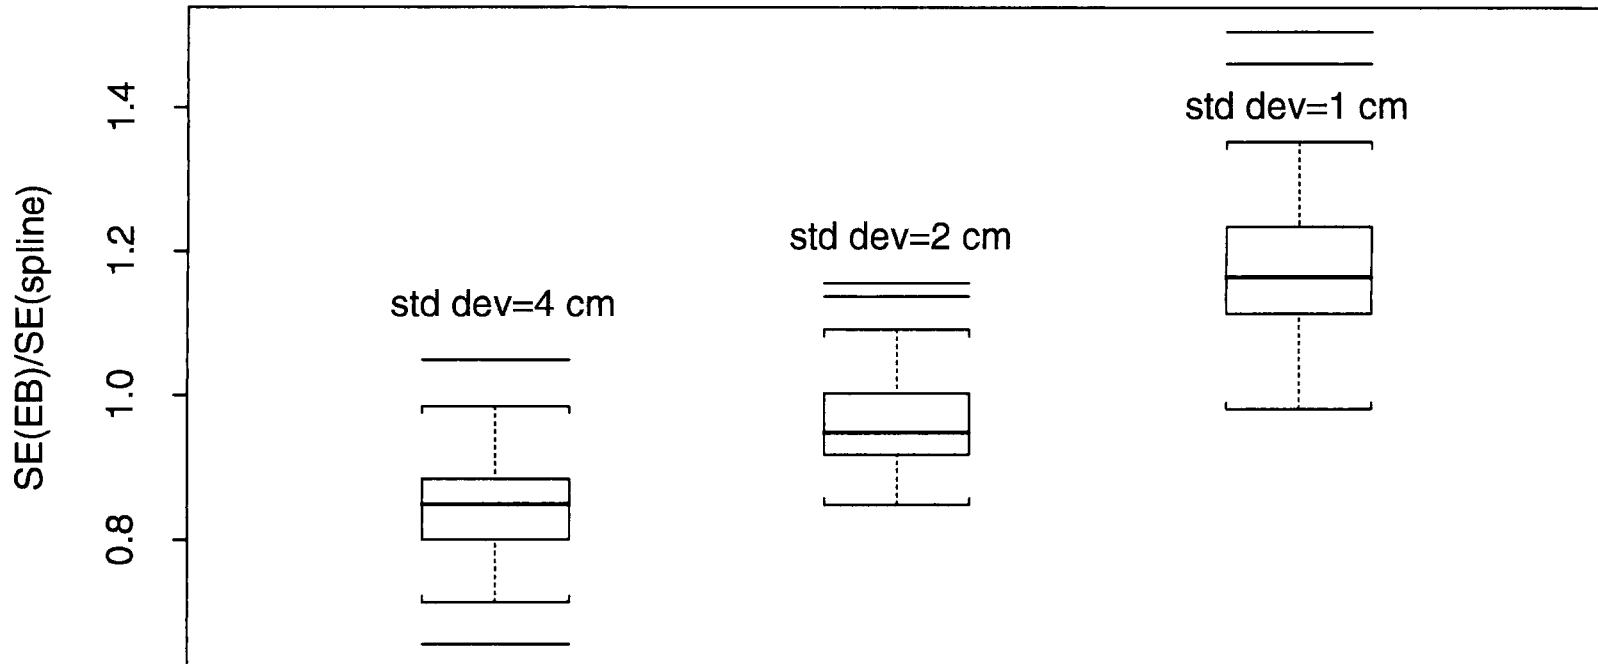 SE(EB)/SE(spline)
1.4
1.2
1.0
0.8
std dev=4 cm
std dev=2 cm
std dev=1 cm